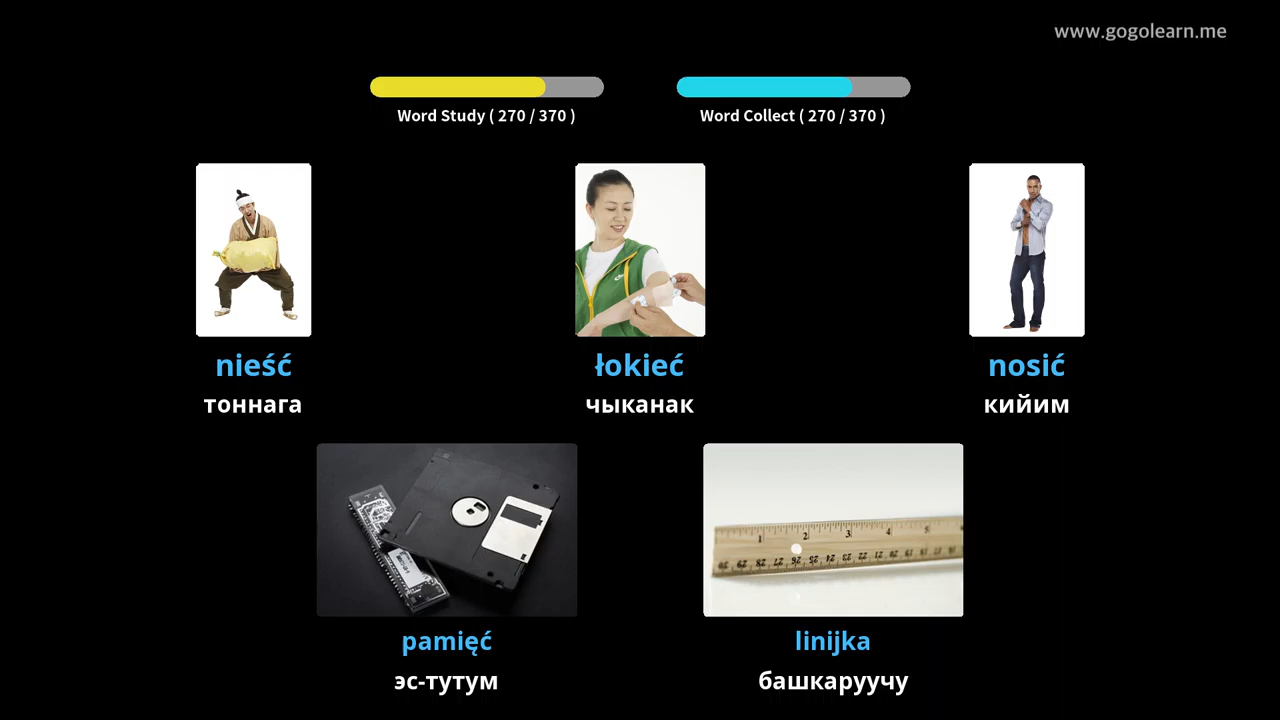 www.gogolearn.me
Word Study ( 270 / 370 )
Word Collect ( 270 / 370 )
nieść
łokieć
nosić
тоннага
чыканак
кийим
pamięć
linijka
эс-тутум
башкаруучу